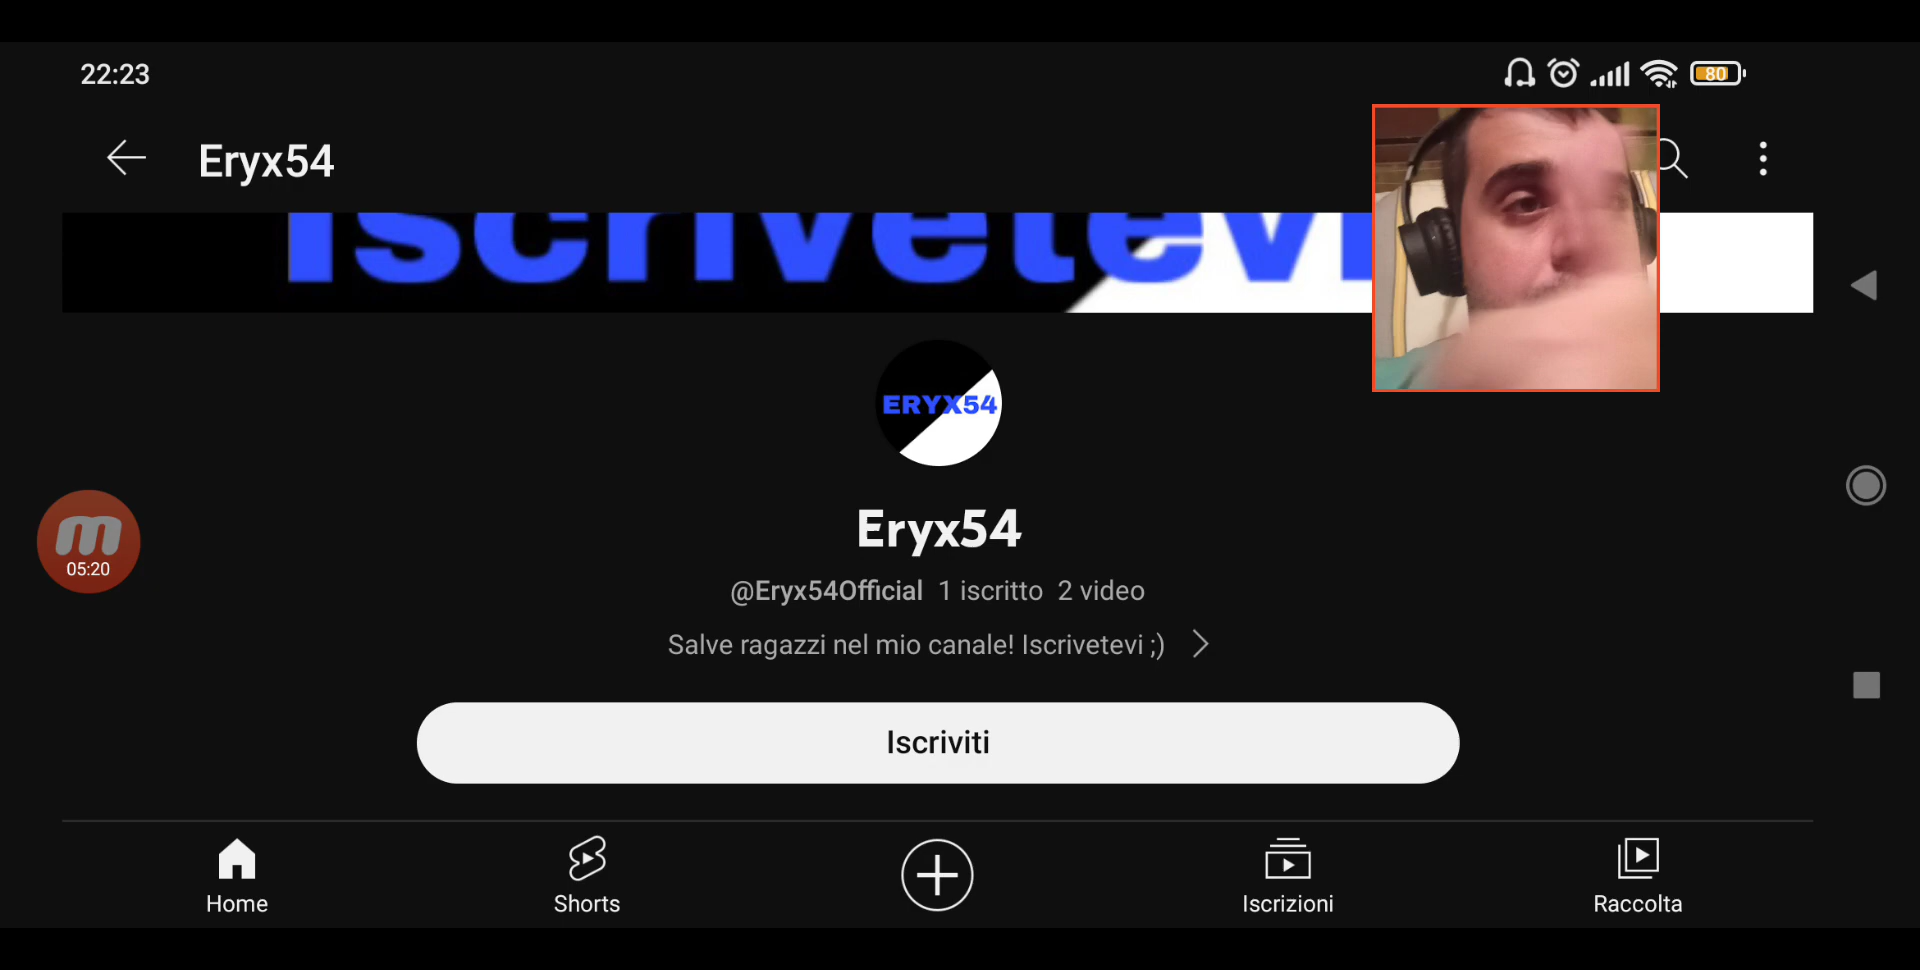 22:23
80
Eryx54
Iscrivetevi
ERYX54
Eryx54
@Eryx54Official 1 iscritto 2 video
Salve ragazzi nel mio canale! Iscrivetevi ;)
m
05:20
Iscriviti
Home
Shorts
Iscrizioni
Raccolta